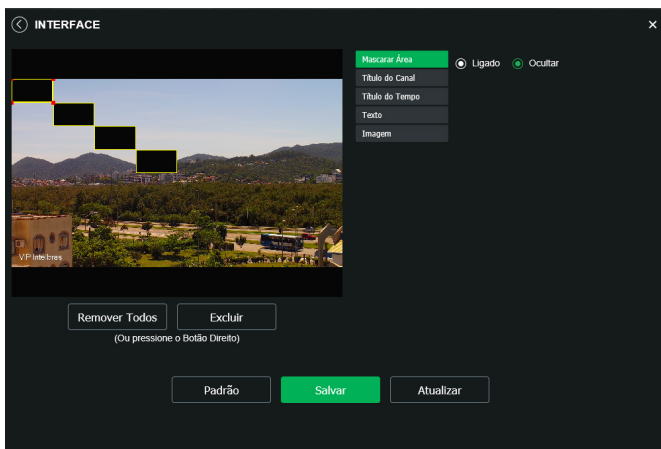 INTERFACE
×
Mascarar Área
Ligado
Ocultar
Título do Canal
Título do Tempo
Texto
Imagem
VIP Intelbras
Remover Todos
Excluir
(Ou pressione o Botão Direito)
Padrão
Salvar
Atualizar